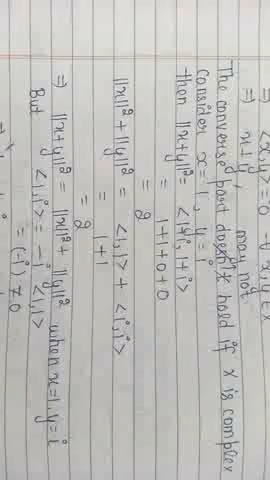 ⇒ <x,y> = 0 ∀ x,y ∈ X
⇒ x⊥y
may not
The converse part doesn't hold if X is complex
Consider x = 1, y = i
then ||x+y||² = <1+i, 1+i>
= 1+1+0+0
= 2
||x||² + ||y||² = <1,1> + <i,i>
= 1+1
= 2
⇒ ||x+y||² = ||x||² + ||y||² when x=1, y=i
But <1,i> = -i <1,1>
= (-i) ≠ 0